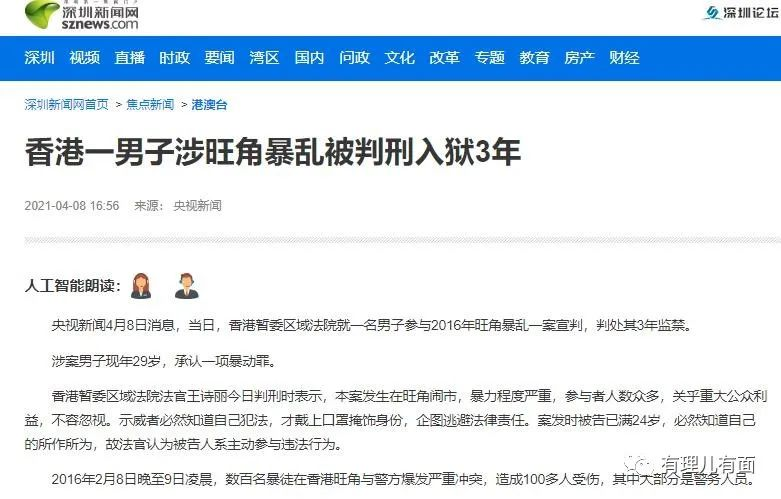 深圳新闻网
sznews.com
深圳论坛
深圳 视频 直播 时政 要闻 湾区 国内 问政 文化 改革 专题 教育 房产 财经
深圳新闻网首页 > 焦点新闻 > 港澳台
香港一男子涉旺角暴乱被判刑入狱3年
2021-04-08 16:56 来源: 央视新闻
人工智能朗读:
央视新闻4月8日消息，当日，香港暂委区域法院就一名男子参与2016年旺角暴乱一案宣判，判处其3年监禁。
涉案男子现年29岁，承认一项暴动罪。
香港暂委区域法院法官王诗丽今日判刑时表示，本案发生在旺角闹市，暴力程度严重，参与者人数众多，关乎重大公众利
益，不容忽视。示威者必然知道自己犯法，才戴上口罩掩饰身份，企图逃避法律责任。案发时被告已满24岁，必然知道自己
的所作所为，故法官认为被告人系主动参与违法行为。
2016年2月8日晚至9日凌晨，数百名暴徒在香港旺角与警方爆发严重冲突，造成100多人受伤，其中大部分是警务人员。
有理儿有面